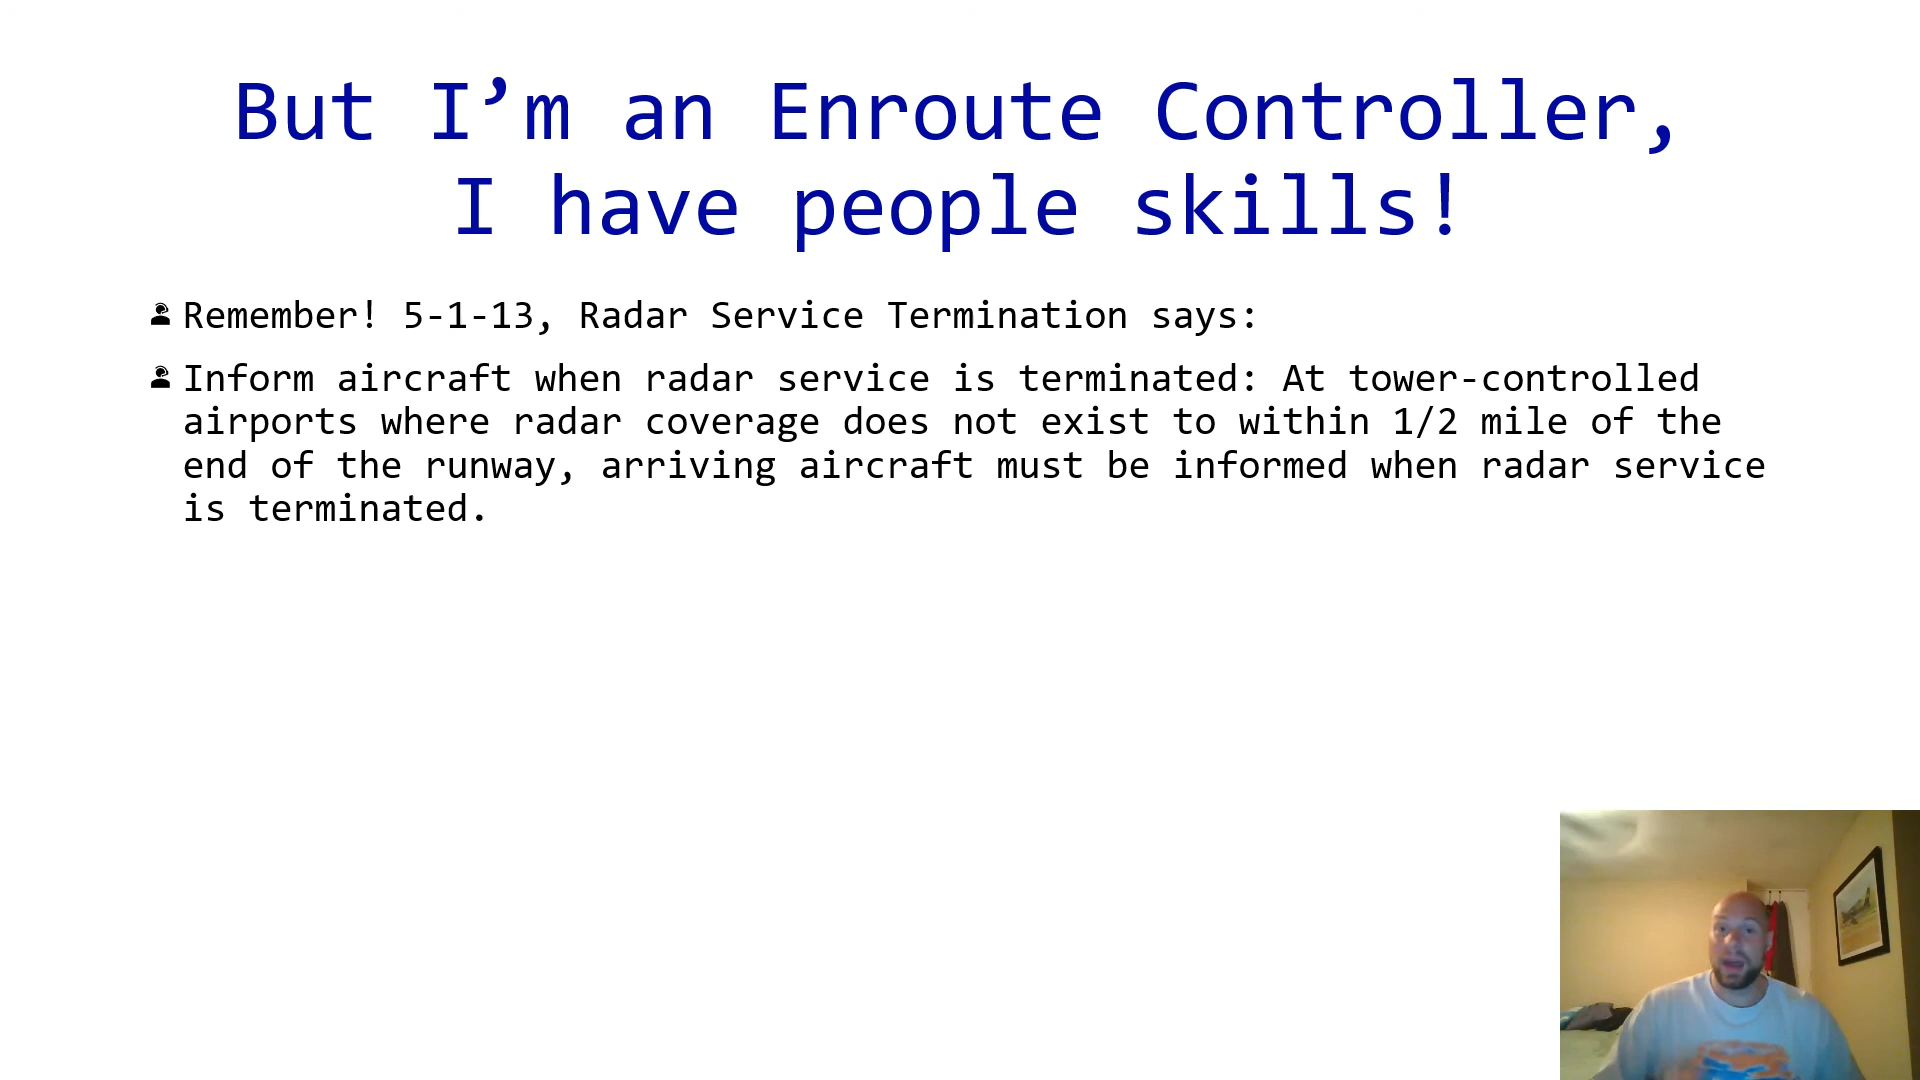 But I’m an Enroute Controller,
I have people skills!
Remember! 5-1-13, Radar Service Termination says:
Inform aircraft when radar service is terminated: At tower-controlled
airports where radar coverage does not exist to within 1/2 mile of the
end of the runway, arriving aircraft must be informed when radar service
is terminated.